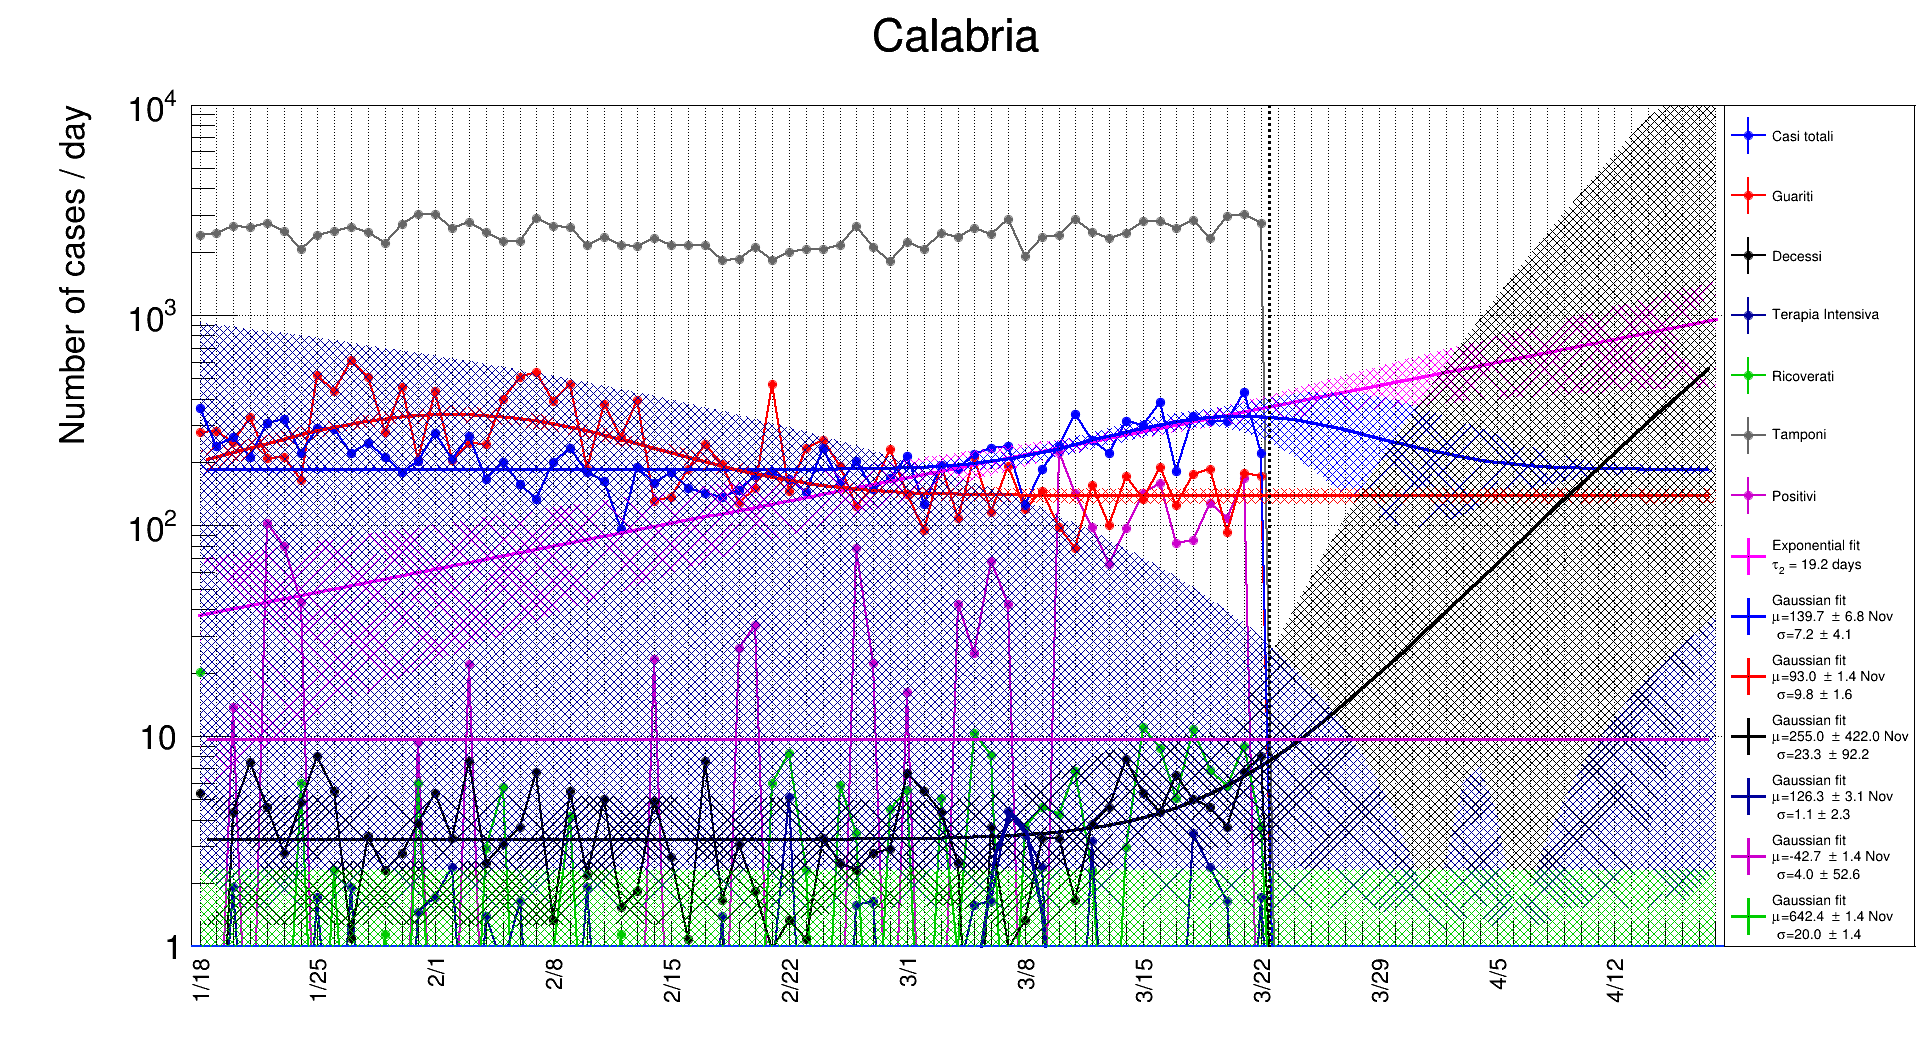 Calabria
Number of cases / day
10^4
10^3
10^2
10
1
1/18
1/25
2/1
2/8
2/15
2/22
3/1
3/8
3/15
3/22
3/29
4/5
4/12
Casi totali
Guariti
Decessi
Terapia Intensiva
Ricoverati
Tamponi
Positivi
Exponential fit
τ₂ = 19.2 days
Gaussian fit
μ=139.7 ± 6.8 Nov
σ=7.2 ± 4.1
Gaussian fit
μ=93.0 ± 1.4 Nov
σ=9.8 ± 1.6
Gaussian fit
μ=255.0 ± 422.0 Nov
σ=23.3 ± 92.2
Gaussian fit
μ=126.3 ± 3.1 Nov
σ=1.1 ± 2.3
Gaussian fit
μ=-42.7 ± 1.4 Nov
σ=4.0 ± 52.6
Gaussian fit
μ=642.4 ± 1.4 Nov
σ=20.0 ± 1.4